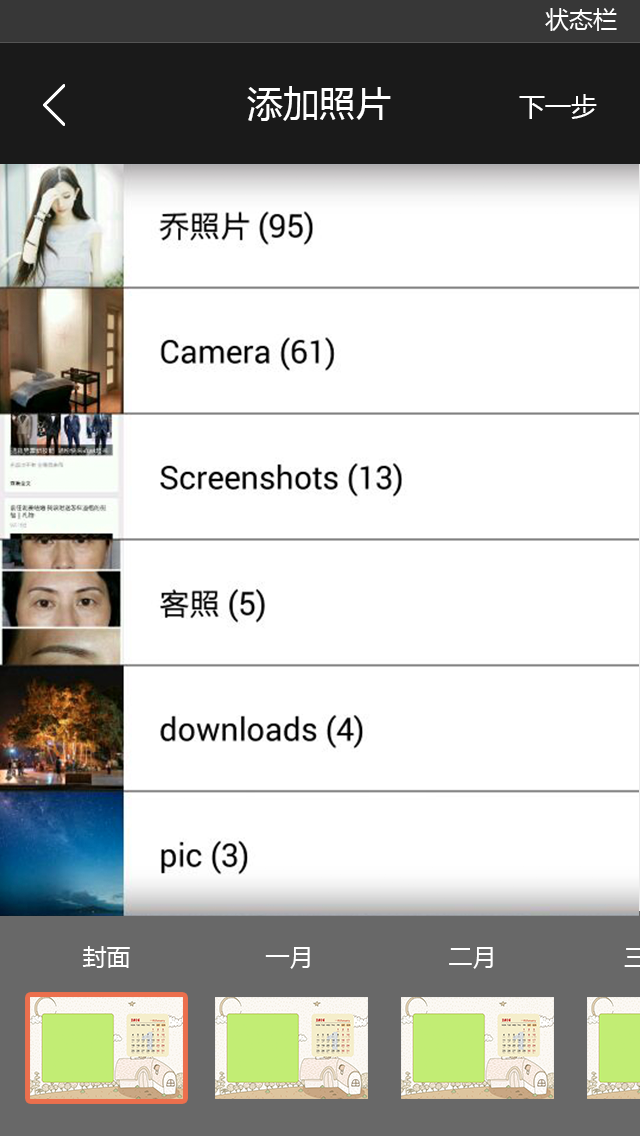 状态栏
添加照片
下一步
乔照片 (95)
Camera (61)
Screenshots (13)
客照 (5)
downloads (4)
pic (3)
封面
一月
二月
三